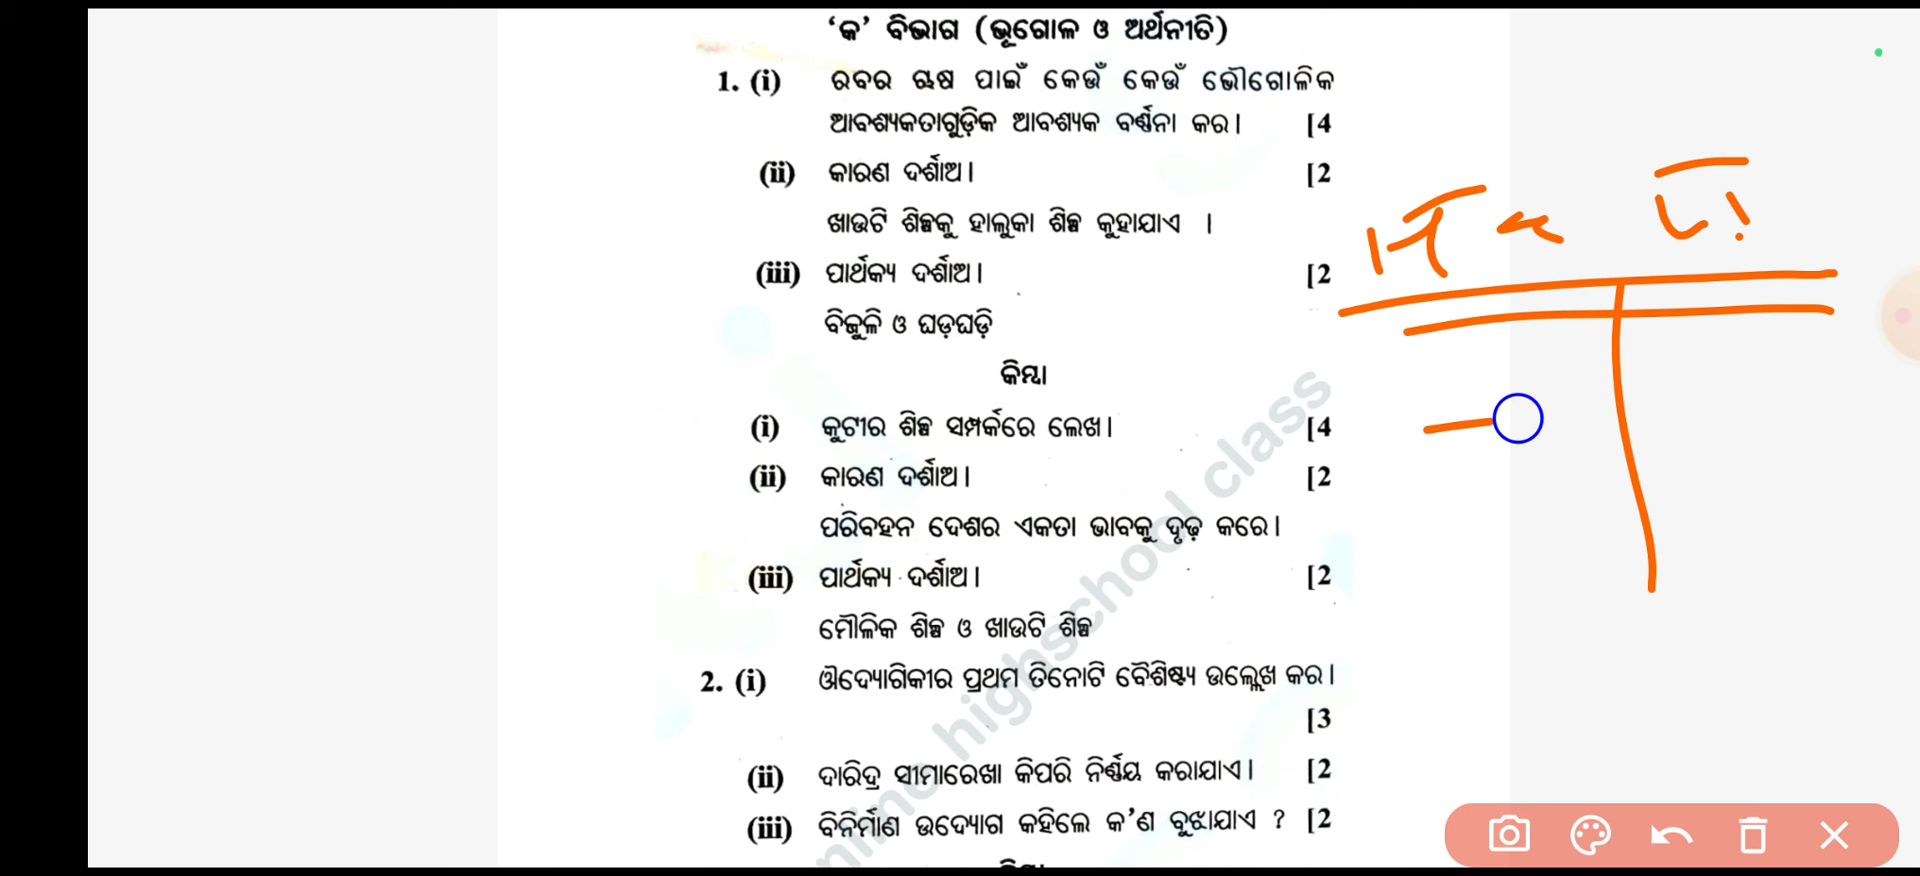 ‘କ’ ବିଭାଗ (ଭୂଗୋଳ ଓ ଅର୍ଥନୀତି)
1. (i) ରବର ଋଷ ପାଇଁ କେଉଁ କେଉଁ ଭୌଗୋଳିକ
ଆବଶ୍ୟକତାଗୁଡ଼ିକ ଆବଶ୍ୟକ ବର୍ଣ୍ଣନା କର। [4
(ii) କାରଣ ଦର୍ଶାଅ। [2
ଖାଉଟି ଶିଳ୍ପକୁ ହାଲୁକା ଶିଳ୍ପ କୁହାଯାଏ ।
(iii) ପାର୍ଥକ୍ୟ ଦର୍ଶାଅ। [2
ବିଜୁଳି ଓ ଘଡ଼ଘଡ଼ି
କିମ୍ବା
(i) କୁଟୀର ଶିଳ୍ପ ସମ୍ପର୍କରେ ଲେଖ। [4
(ii) କାରଣ ଦର୍ଶାଅ। [2
ପରିବହନ ଦେଶର ଏକତା ଭାବକୁ ଦୃଢ଼ କରେ।
(iii) ପାର୍ଥକ୍ୟ ଦର୍ଶାଅ। [2
ମୌଳିକ ଶିଳ୍ପ ଓ ଖାଉଟି ଶିଳ୍ପ
2. (i) ଔଦ୍ୟୋଗିକୀର ପ୍ରଥମ ତିନୋଟି ବୈଶିଷ୍ଟ୍ୟ ଉଲ୍ଲେଖ କର।
[3
(ii) ଦାରିଦ୍ର ସୀମାରେଖା କିପରି ନିର୍ଣ୍ଣୟ କରାଯାଏ। [2
(iii) ବିନିର୍ମାଣ ଉଦ୍ୟୋଗ କହିଲେ କ’ଣ ବୁଝାଯାଏ ? [2
highschool class